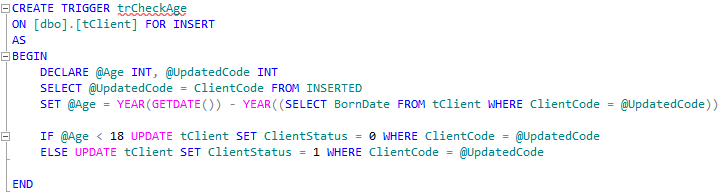 CREATE TRIGGER trCheckAge
ON [dbo].[tClient] FOR INSERT
AS
BEGIN
DECLARE @Age INT, @UpdatedCode INT
SELECT @UpdatedCode = ClientCode FROM INSERTED
SET @Age = YEAR(GETDATE()) - YEAR((SELECT BornDate FROM tClient WHERE ClientCode = @UpdatedCode))
IF @Age < 18 UPDATE tClient SET ClientStatus = 0 WHERE ClientCode = @UpdatedCode
ELSE UPDATE tClient SET ClientStatus = 1 WHERE ClientCode = @UpdatedCode
END